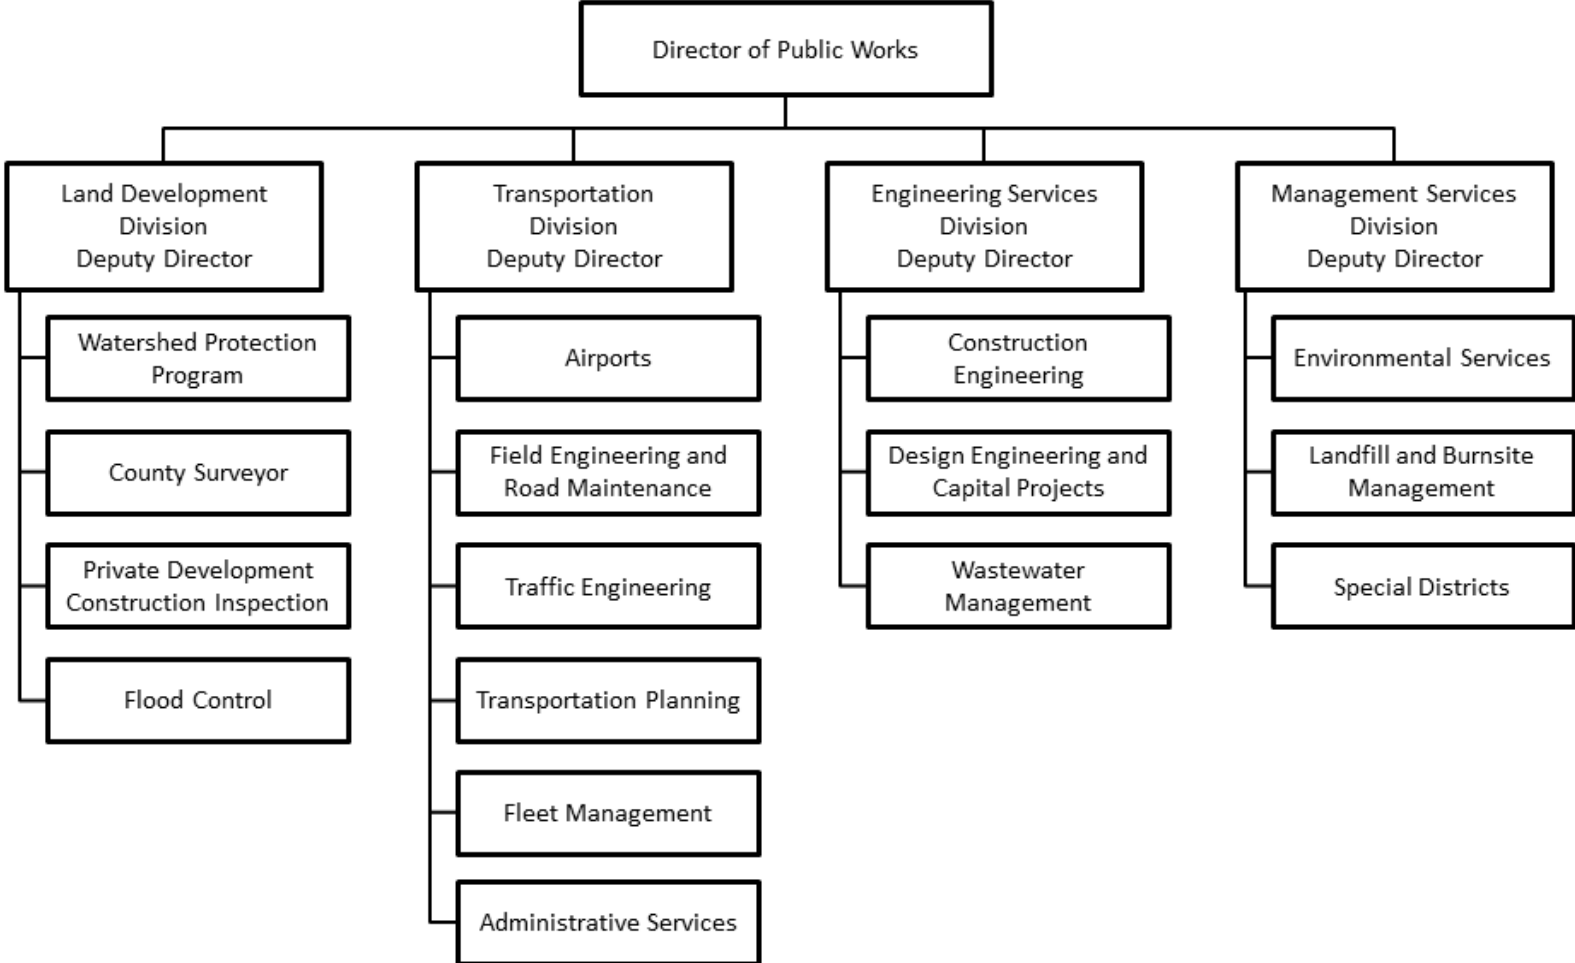 Director of Public Works
Land Development
Division
Deputy Director
Watershed Protection
Program
County Surveyor
Private Development
Construction Inspection
Flood Control
Transportation
Division
Deputy Director
Airports
Field Engineering and
Road Maintenance
Traffic Engineering
Transportation Planning
Fleet Management
Administrative Services
Engineering Services
Division
Deputy Director
Construction
Engineering
Design Engineering and
Capital Projects
Wastewater
Management
Management Services
Division
Deputy Director
Environmental Services
Landfill and Burnsite
Management
Special Districts